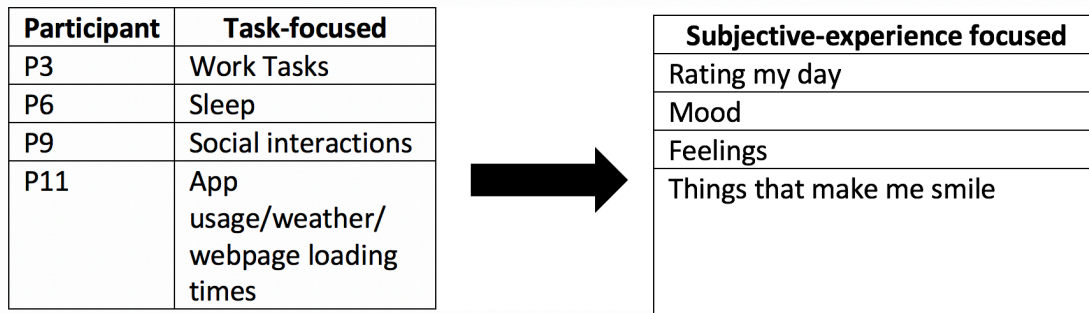 Participant Task-focused
P3 Work Tasks
P6 Sleep
P9 Social interactions
P11 App
usage/weather/
webpage loading
times
Subjective-experience focused
Rating my day
Mood
Feelings
Things that make me smile